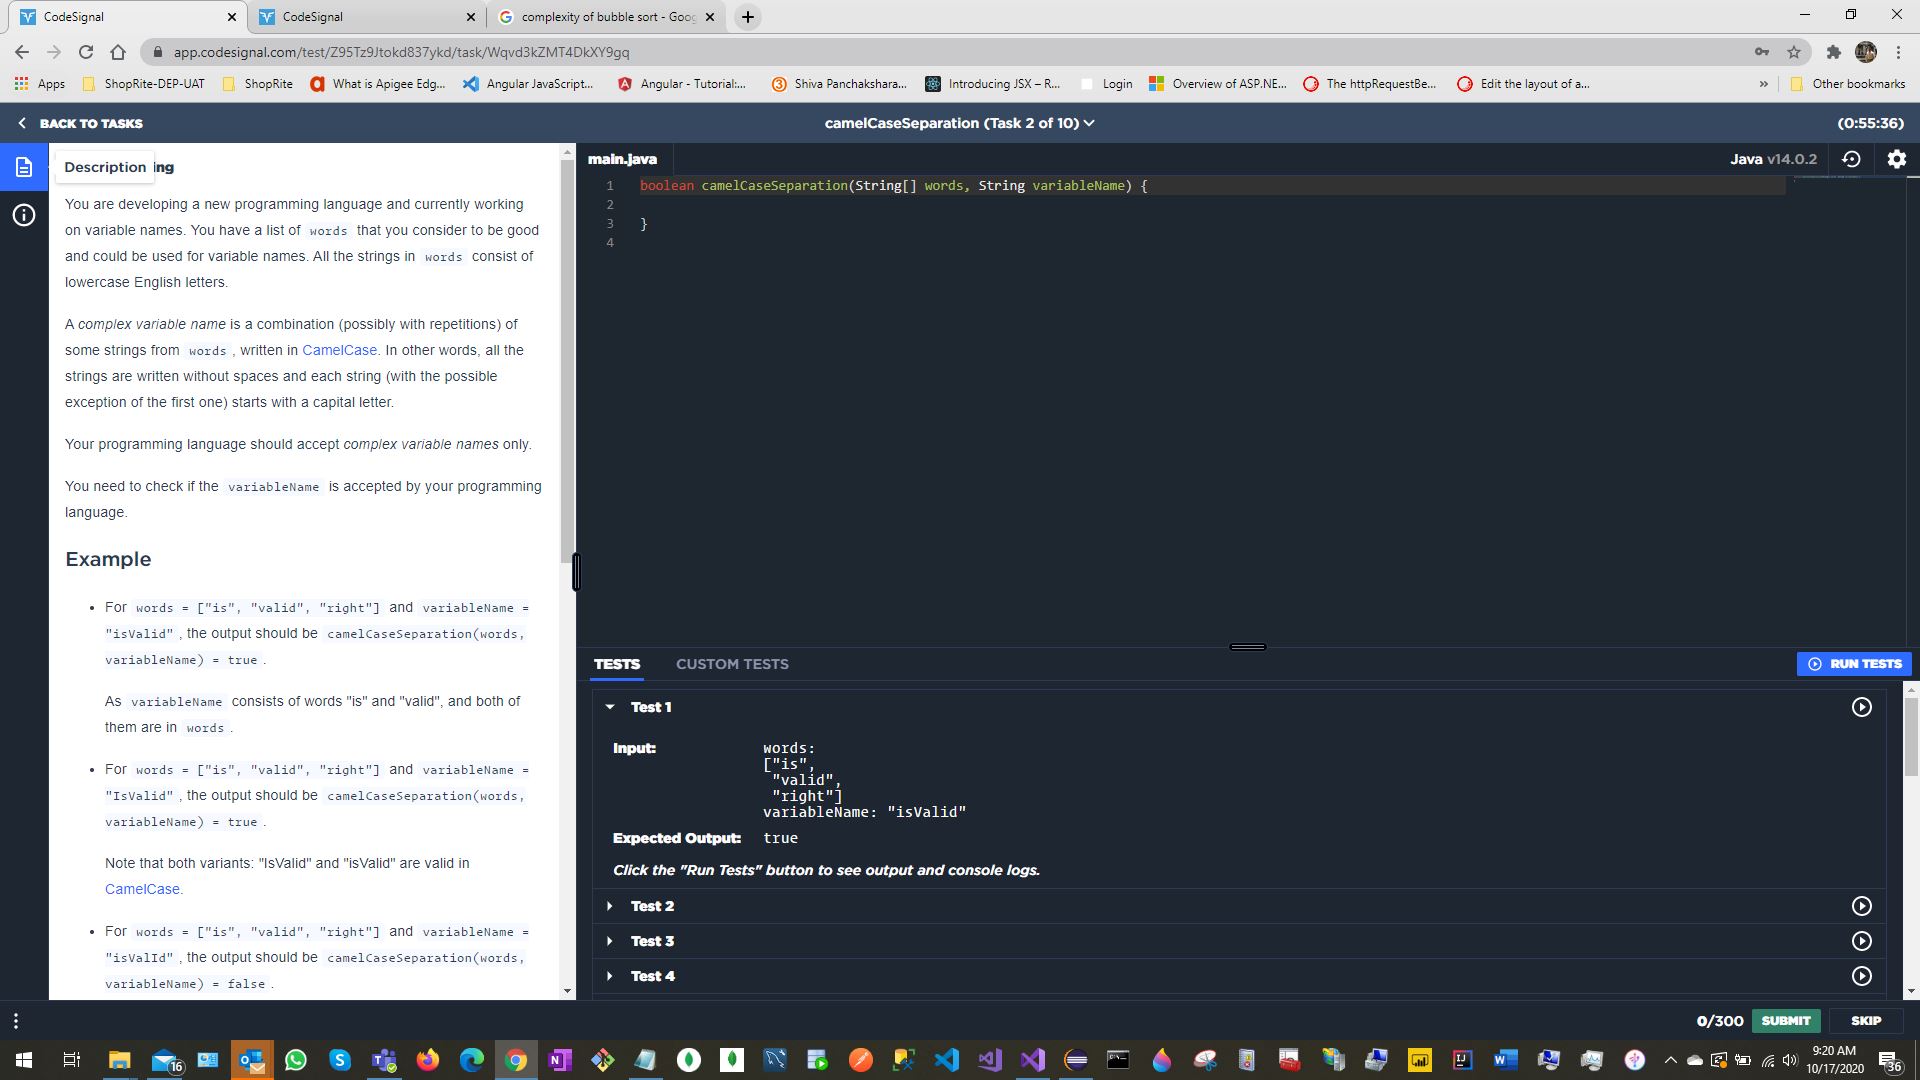 CodeSignal
CodeSignal
complexity of bubble sort - Goog
app.codesignal.com/test/Z95Tz9Jtokd837ykd/task/Wqvd3kZMT4DkXY9gq
Apps ShopRite-DEP-UAT ShopRite What is Apigee Edg... Angular JavaScript... Angular - Tutorial:... Shiva Panchakshara... Introducing JSX – R... Login Overview of ASP.NE... The httpRequestBe... Edit the layout of a... » Other bookmarks
BACK TO TASKS
camelCaseSeparation (Task 2 of 10)
(0:55:36)
Description ing
You are developing a new programming language and currently working
on variable names. You have a list of words that you consider to be good
and could be used for variable names. All the strings in words consist of
lowercase English letters.
A complex variable name is a combination (possibly with repetitions) of
some strings from words , written in CamelCase. In other words, all the
strings are written without spaces and each string (with the possible
exception of the first one) starts with a capital letter.
Your programming language should accept complex variable names only.
You need to check if the variableName is accepted by your programming
language.
Example
• For words = ["is", "valid", "right"] and variableName =
"isValid" , the output should be camelCaseSeparation(words,
variableName) = true .
As variableName consists of words "is" and "valid", and both of
them are in words .
• For words = ["is", "valid", "right"] and variableName =
"IsValid" , the output should be camelCaseSeparation(words,
variableName) = true .
Note that both variants: "IsValid" and "isValid" are valid in
CamelCase.
• For words = ["is", "valid", "right"] and variableName =
"isValId" , the output should be camelCaseSeparation(words,
variableName) = false .
main.java
Java v14.0.2
1 boolean camelCaseSeparation(String[] words, String variableName) {
2
3 }
4
TESTS CUSTOM TESTS
RUN TESTS
Test 1
Input: words:
["is",
"valid",
"right"]
variableName: "isValid"
Expected Output: true
Click the "Run Tests" button to see output and console logs.
Test 2
Test 3
Test 4
0/300 SUBMIT SKIP
16
9:20 AM
10/17/2020
36